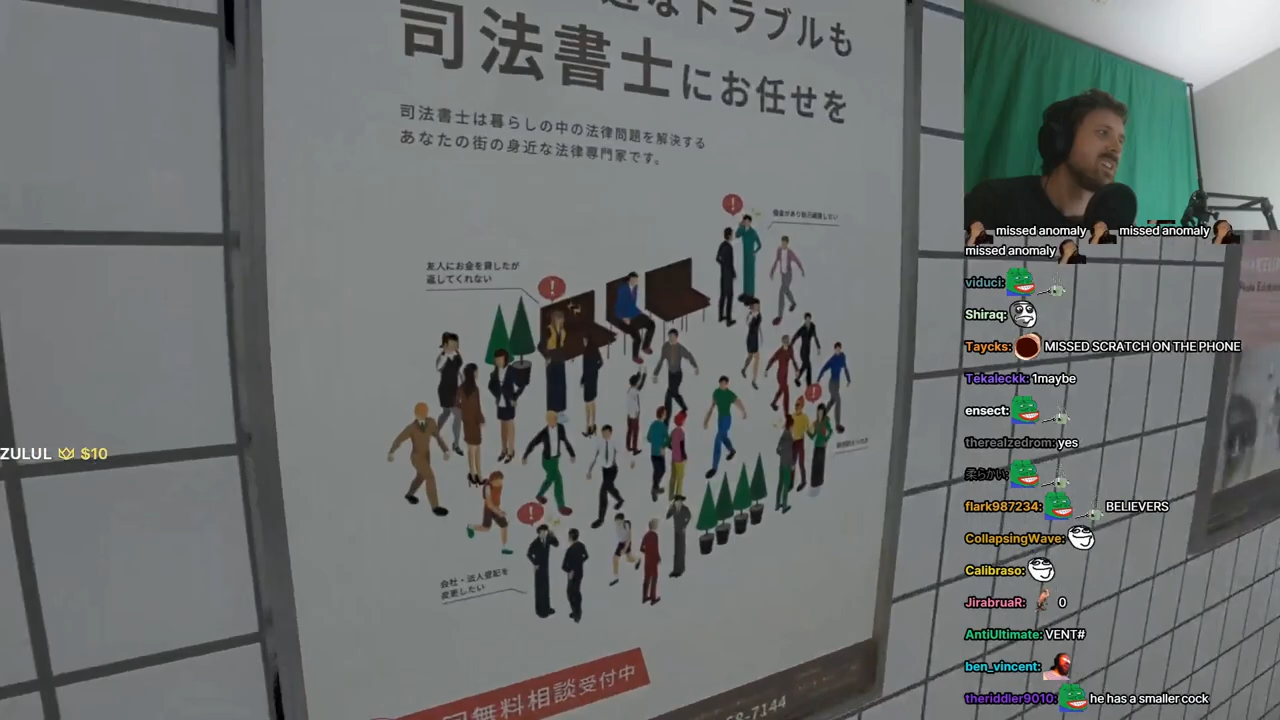 近なトラブルも
司法書士にお任せを
司法書士は暮らしの中の法律問題を解決する
あなたの街の身近な法律専門家です。
友人にお金を貸したが
返してくれない
会社・法人登記を
変更したい
無料相談受付中
8-7144
ZULUL $10
missed anomaly missed anomaly
missed anomaly
viduci:
Shiraq:
Taycks: MISSED SCRATCH ON THE PHONE
Tekaleckk: 1maybe
ensect:
therealzedrom: yes
柔らかい:
flark987234: BELIEVERS
CollapsingWave:
Calibraso:
JirabruaR: 0
AntiUltimate: VENT#
ben_vincent:
theriddler9010: he has a smaller cock